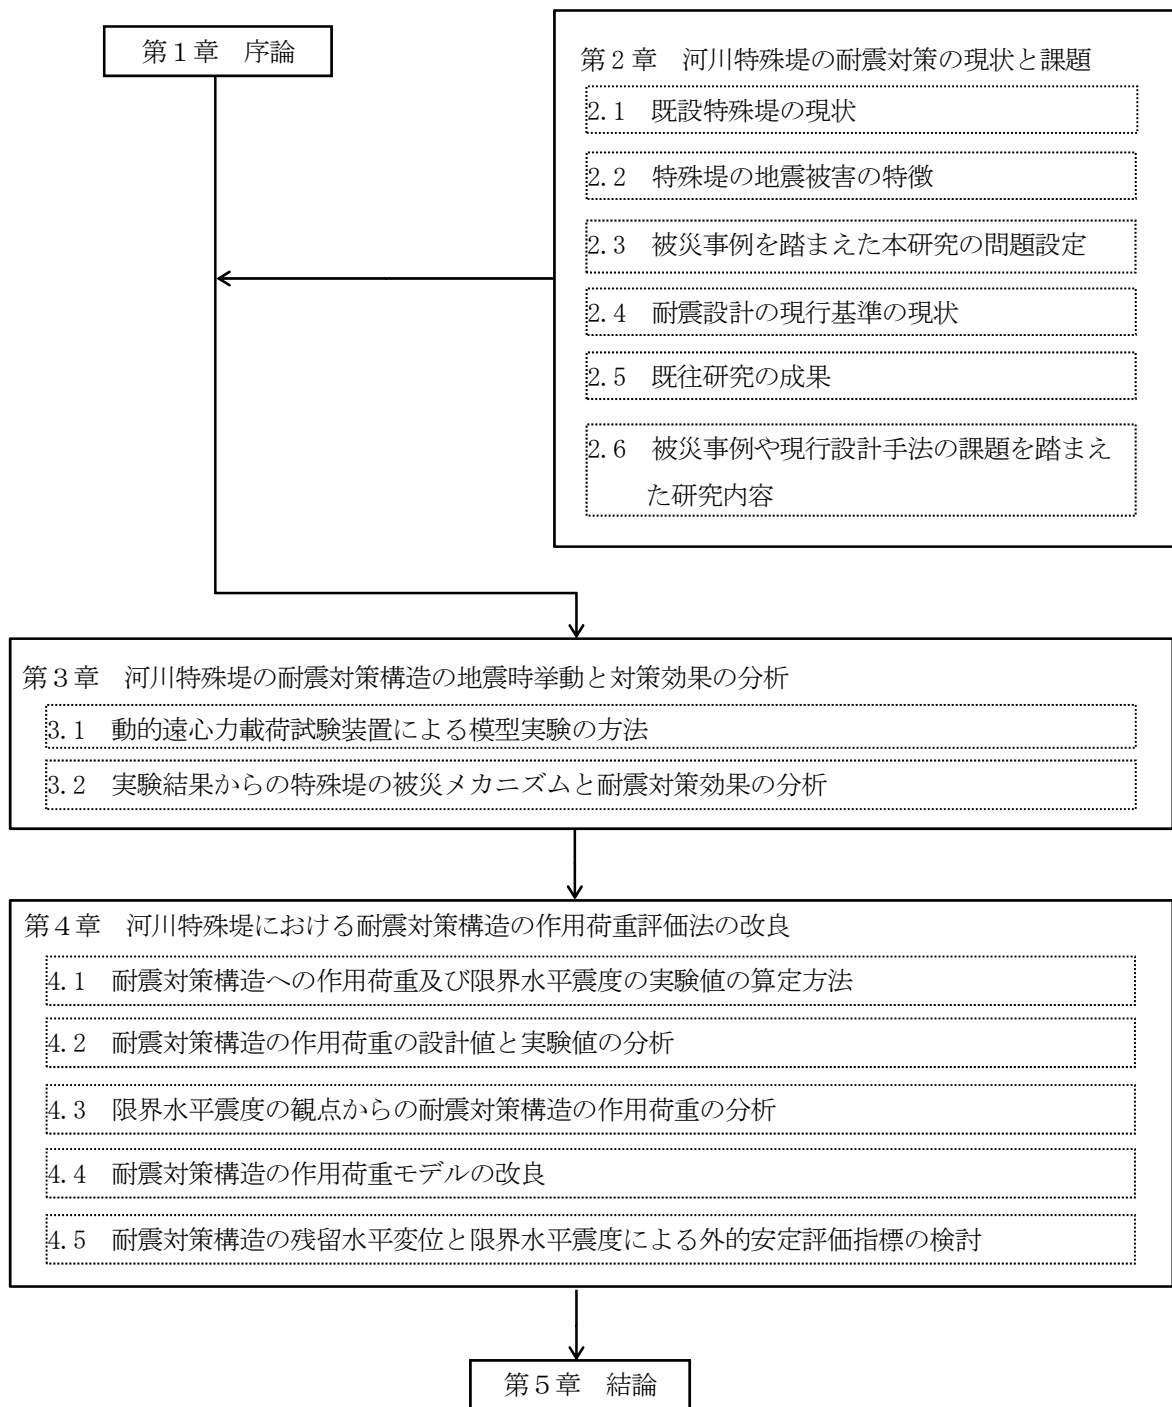 第１章　序論
第２章　河川特殊堤の耐震対策の現状と課題
2.1　既設特殊堤の現状
2.2　特殊堤の地震被害の特徴
2.3　被災事例を踏まえた本研究の問題設定
2.4　耐震設計の現行基準の現状
2.5　既往研究の成果
2.6　被災事例や現行設計手法の課題を踏まえ
た研究内容
第３章　河川特殊堤の耐震対策構造の地震時挙動と対策効果の分析
3.1　動的遠心力載荷試験装置による模型実験の方法
3.2　実験結果からの特殊堤の被災メカニズムと耐震対策効果の分析
第４章　河川特殊堤における耐震対策構造の作用荷重評価法の改良
4.1　耐震対策構造への作用荷重及び限界水平震度の実験値の算定方法
4.2　耐震対策構造の作用荷重の設計値と実験値の分析
4.3　限界水平震度の観点からの耐震対策構造の作用荷重の分析
4.4　耐震対策構造の作用荷重モデルの改良
4.5　耐震対策構造の残留水平変位と限界水平震度による外的安定評価指標の検討
第５章　結論